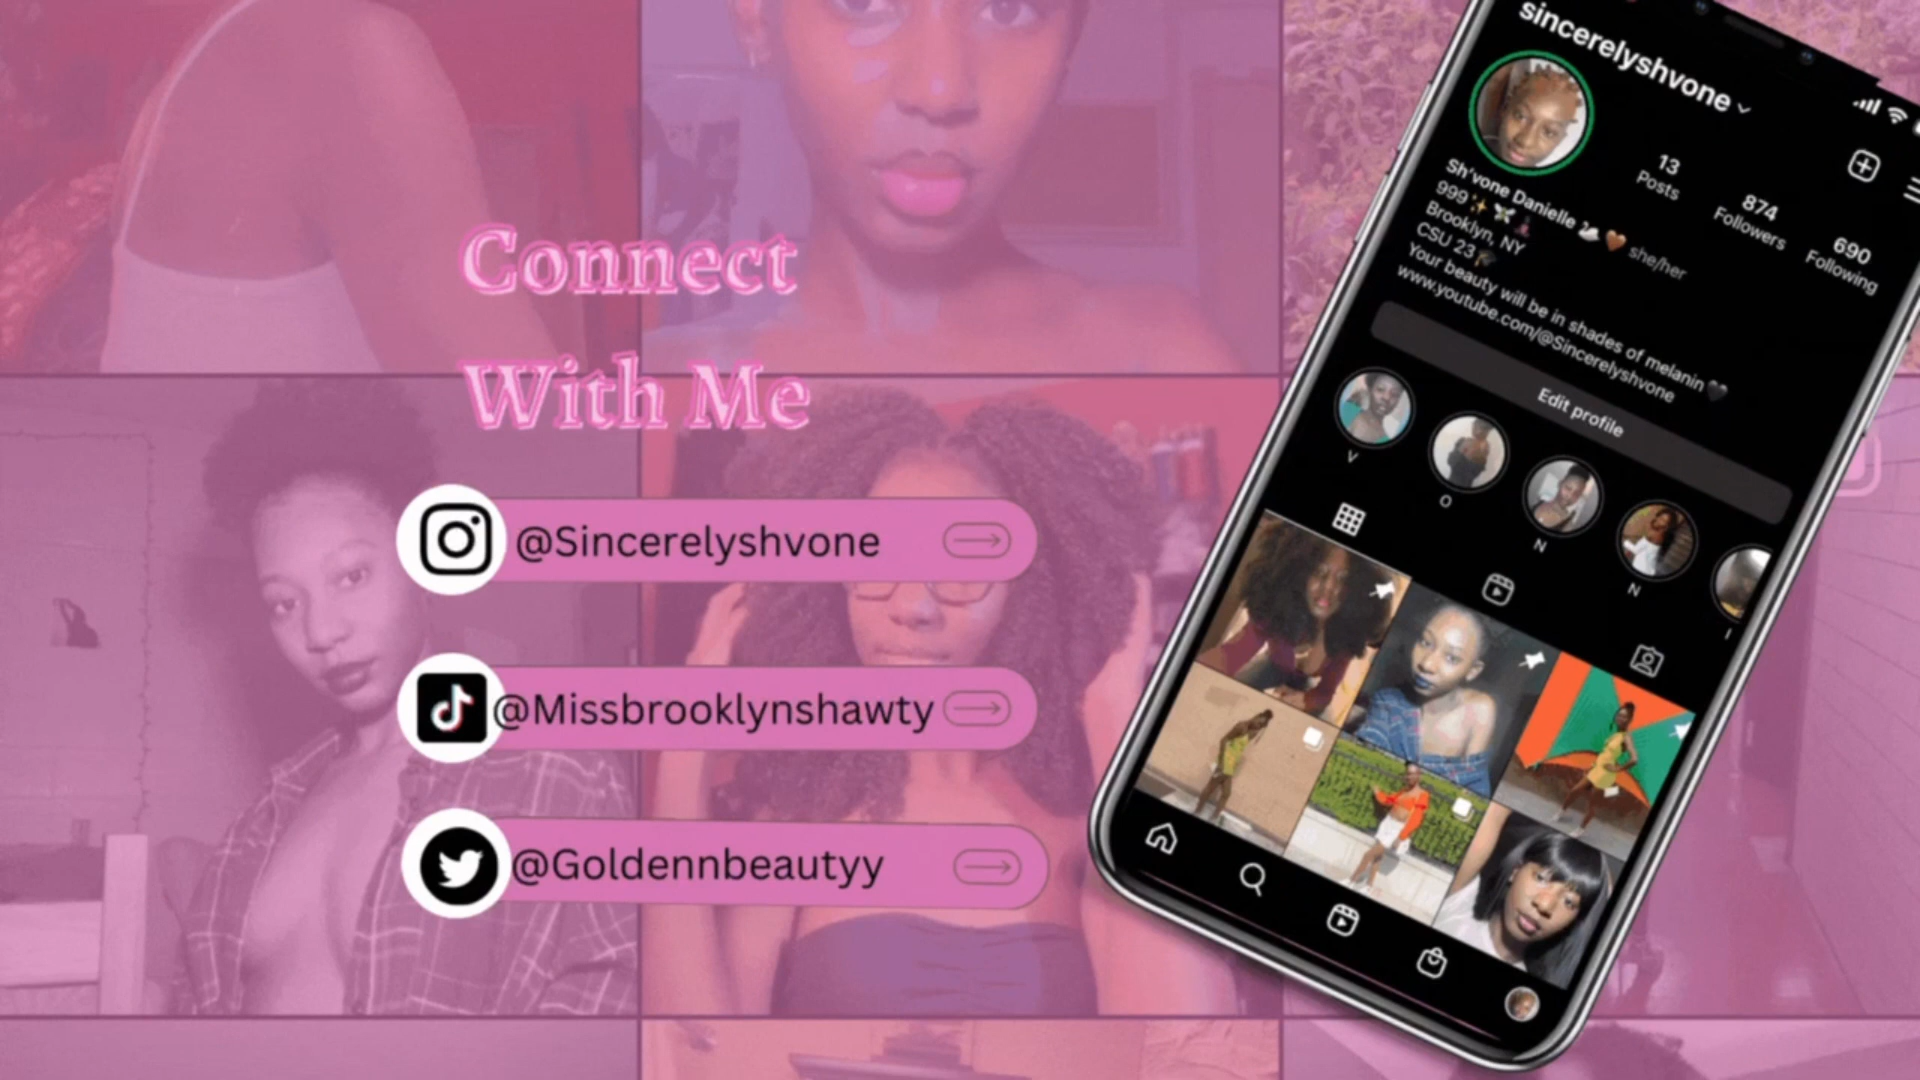 Connect
With Me
@Sincerelyshvone
@Missbrooklynshawty
@Goldennbeautyy
sincerelyshvone
13
Posts
874
Followers
690
Following
Sh'vone Danielle 🦢🤎 she/her
999✨
Brooklyn, NY
CSU 23
Your beauty will be in shades of melanin 🖤
www.youtube.com/@Sincerelyshvone
Edit profile
V
O
N
N
I